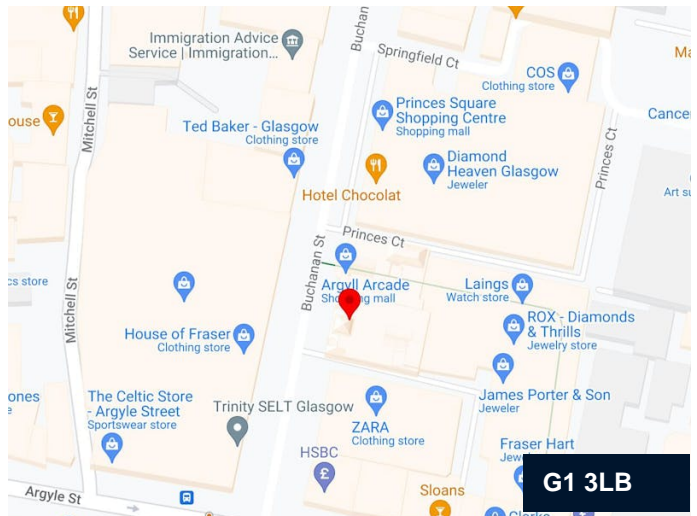 Immigration Advice
Service | Immigration...
Buchanan
Springfield Ct
COS
Clothing store
Ma
Mitchell St
ouse
Ted Baker - Glasgow
Clothing store
Princes Square
Shopping Centre
Shopping mall
Cancer
Diamond
Heaven Glasgow
Jeweler
Hotel Chocolat
Princes Ct
Art su
Princes Ct
Buchanan St
Argyll Arcade
Shopping mall
Laings
Watch store
cs store
Mitchell St
House of Fraser
Clothing store
ROX - Diamonds
& Thrills
Jewelry store
James Porter & Son
Jeweler
ones
e
The Celtic Store
- Argyle Street
Sportswear store
Trinity SELT Glasgow
ZARA
Clothing store
HSBC
£
Fraser Hart
Jew
Sloans
Argyle St
G1 3LB